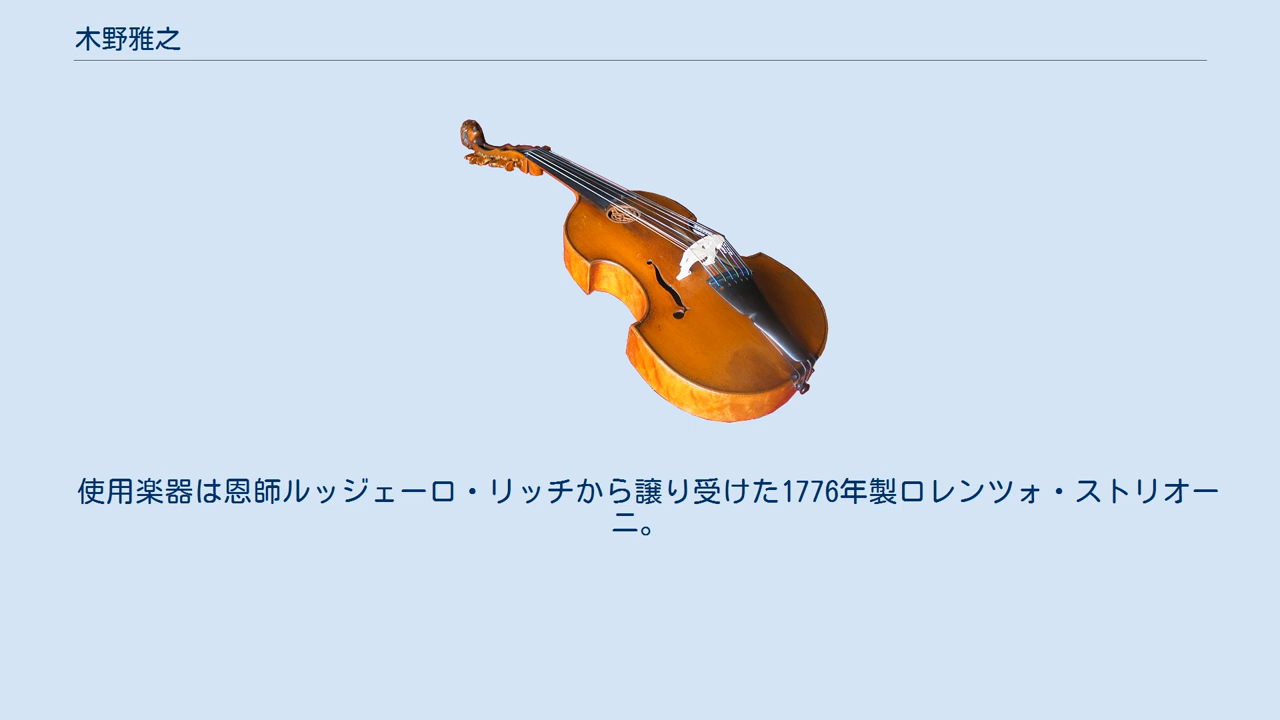 木野雅之
使用楽器は恩師ルッジェーロ・リッチから譲り受けた1776年製ロレンツォ・ストリオー
ニ。